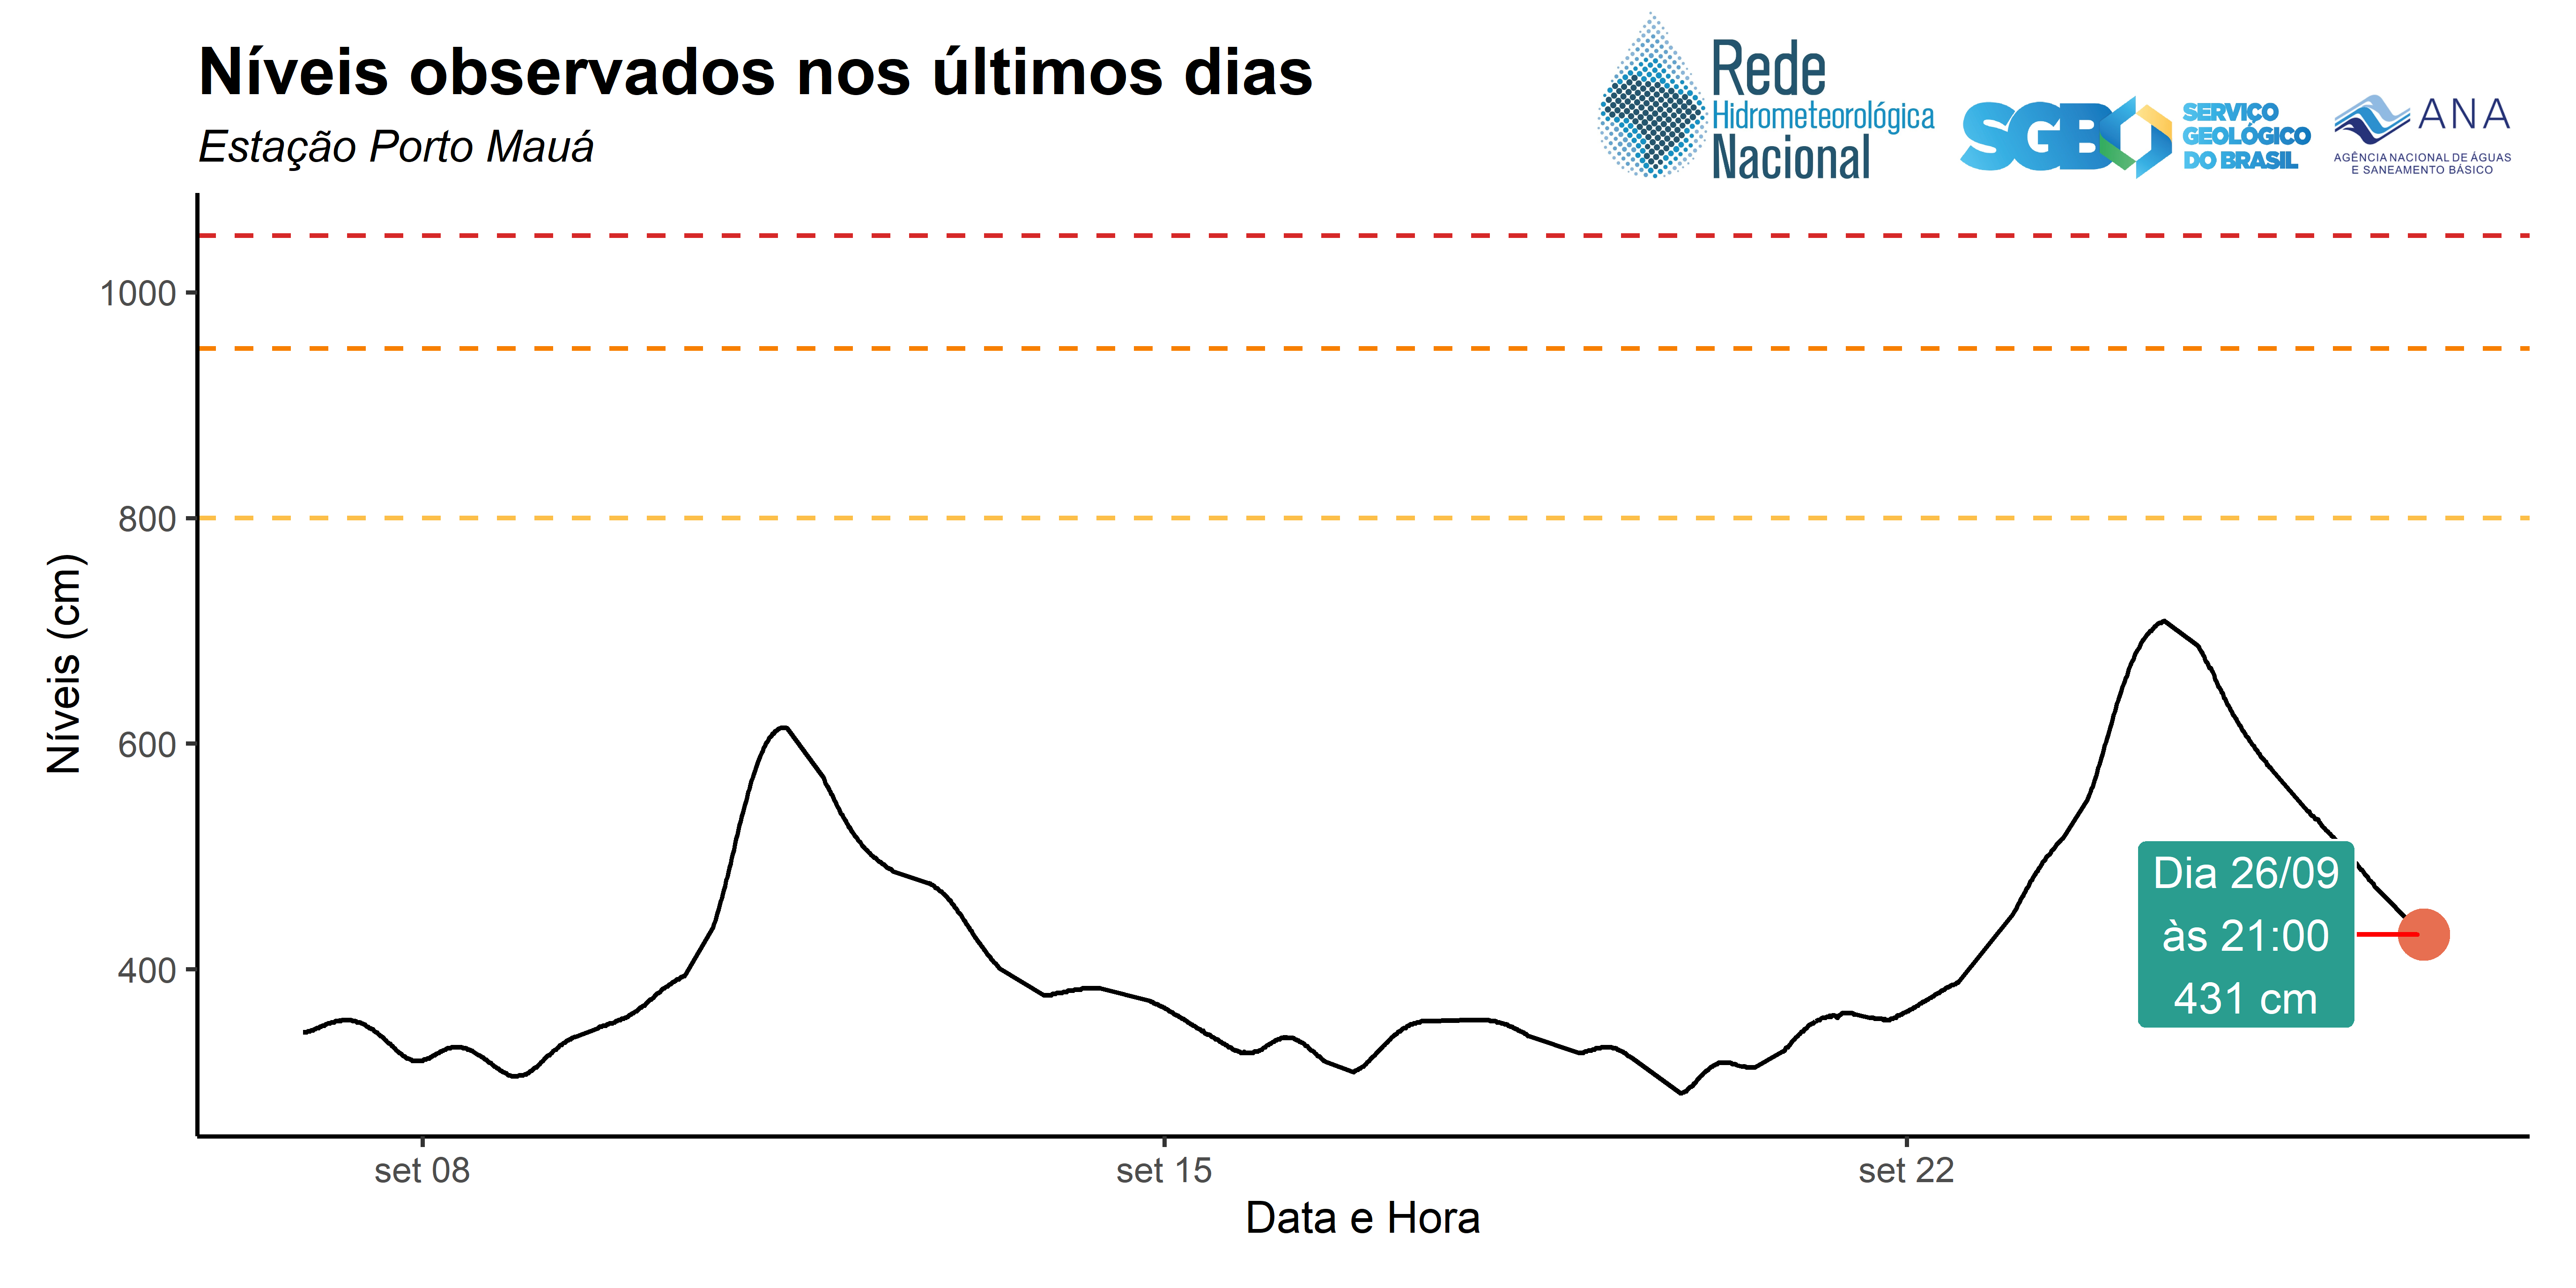 Níveis observados nos últimos dias
Estação Porto Mauá
Rede
Hidrometeorológica
Nacional
SGB
SERVIÇO
GEOLÓGICO
DO BRASIL
ANA
AGÊNCIA NACIONAL DE ÁGUAS
E SANEAMENTO BÁSICO
Níveis (cm)
1000
800
600
400
Dia 26/09
às 21:00
431 cm
set 08
set 15
set 22
Data e Hora